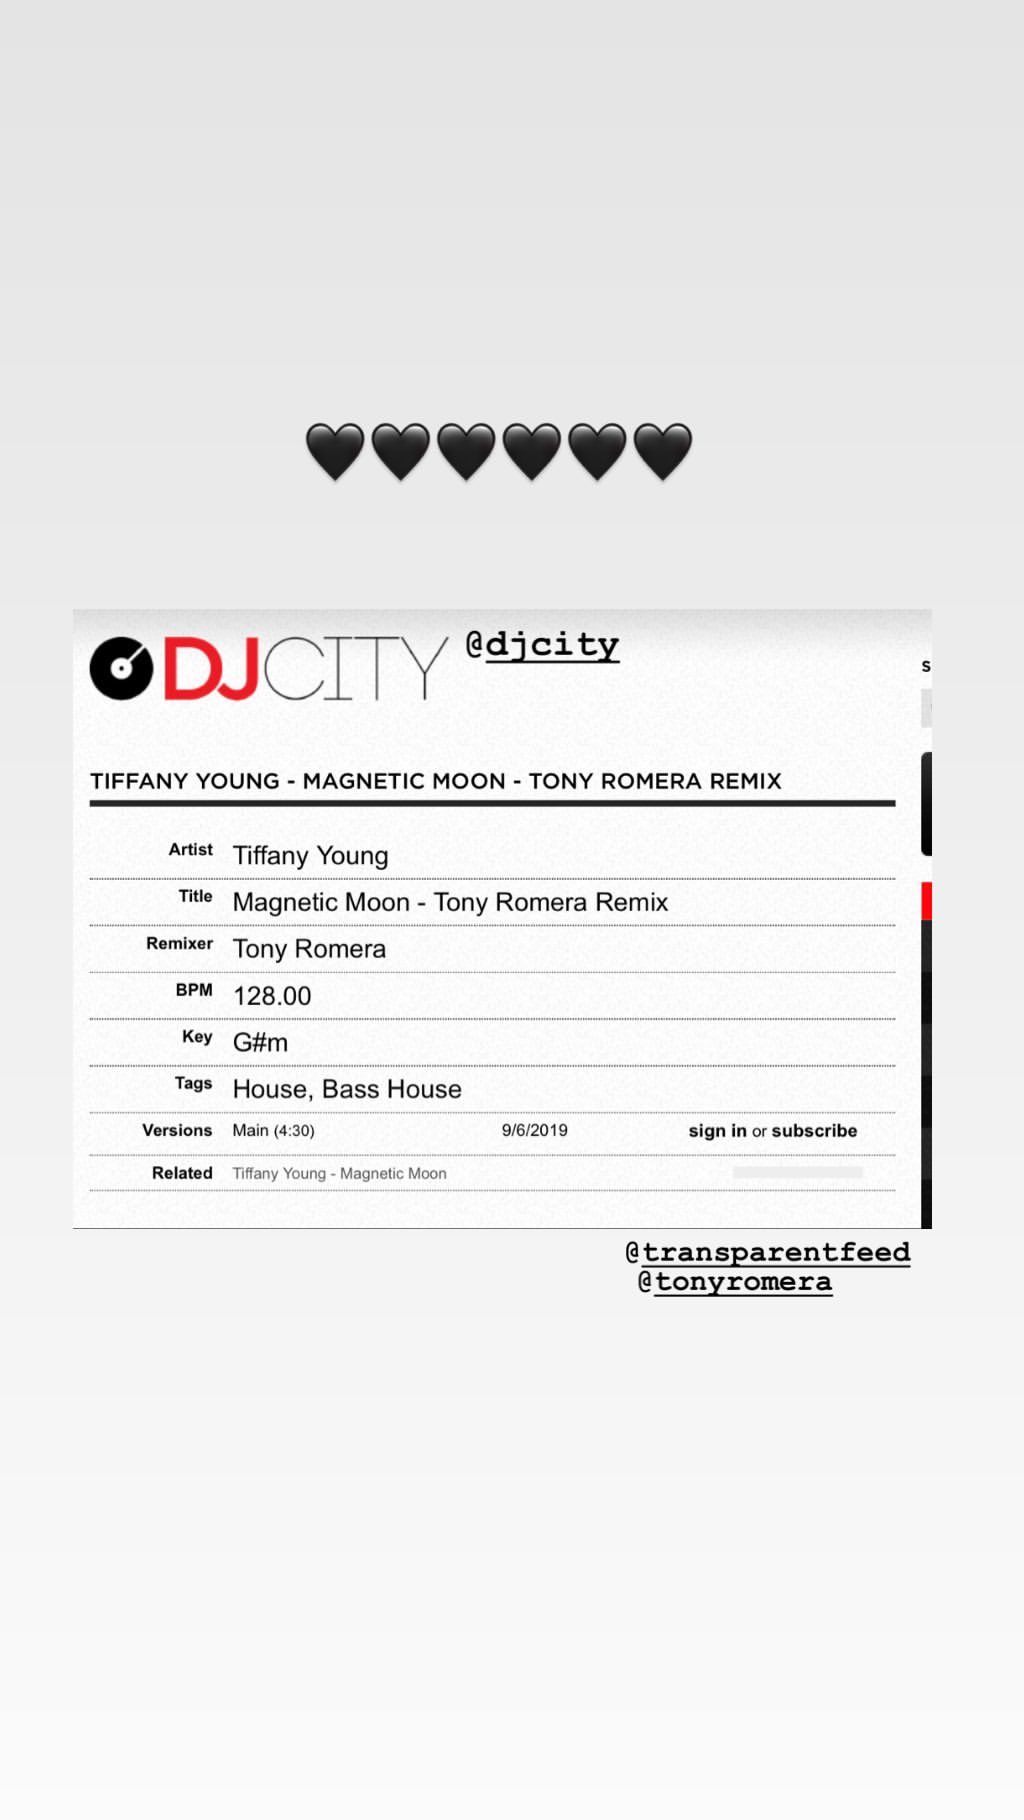 🖤🖤🖤🖤🖤🖤
DJCITY @djcity
S
TIFFANY YOUNG - MAGNETIC MOON - TONY ROMERA REMIX
Artist Tiffany Young
Title Magnetic Moon - Tony Romera Remix
Remixer Tony Romera
BPM 128.00
Key G#m
Tags House, Bass House
Versions Main (4:30) 9/6/2019 sign in or subscribe
Related Tiffany Young - Magnetic Moon
@transparentfeed
@tonyromera